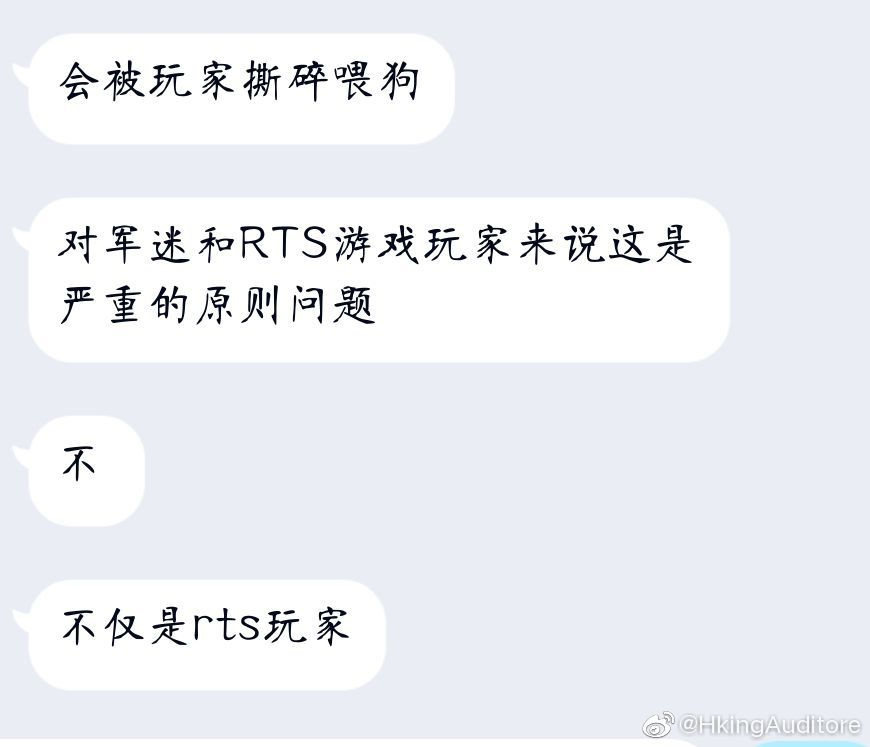 会被玩家撕碎喂狗
对军迷和RTS游戏玩家来说这是
严重的原则问题
不
不仅是rts玩家
@HkingAuditore